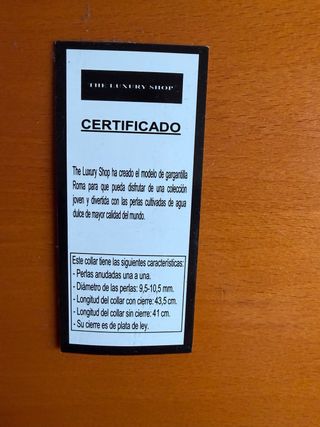 THE LUXURY SHOP
CERTIFICADO
The Luxury Shop ha creado el modelo de gargantilla
Roma para que pueda disfrutar de una colección
joven y divertida con las perlas cultivadas de agua
dulce de mayor calidad del mundo.
Este collar tiene las siguientes características:
- Perlas anudadas una a una.
- Diámetro de las perlas: 9,5-10,5 mm.
- Longitud del collar con cierre: 43,5 cm.
- Longitud del collar sin cierre: 41 cm.
- Su cierre es de plata de ley.